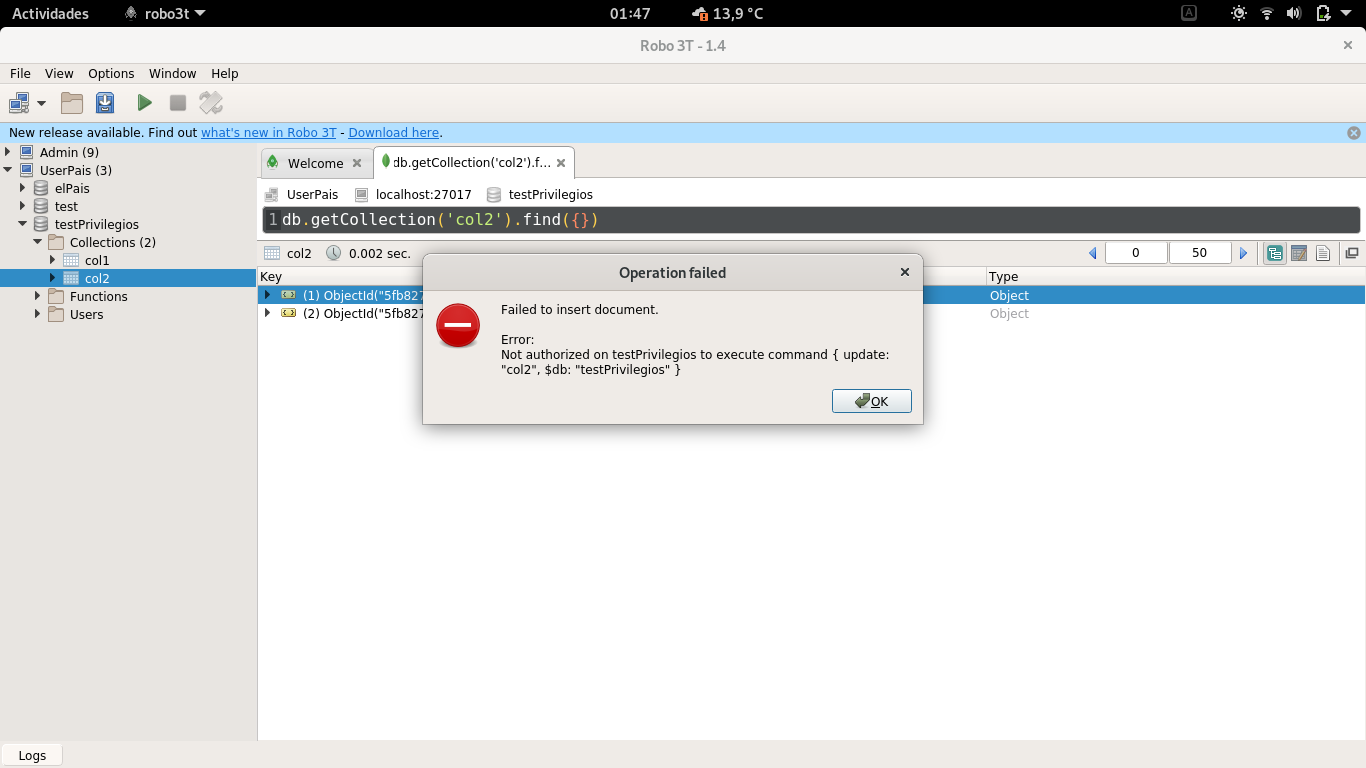 Actividades robo3t 01:47 13,9 °C A
Robo 3T - 1.4
File View Options Window Help
New release available. Find out what's new in Robo 3T - Download here.
Admin (9)
UserPais (3)
elPais
test
testPrivilegios
Collections (2)
col1
col2
Functions
Users
Welcome db.getCollection('col2').f...
UserPais localhost:27017 testPrivilegios
1 db.getCollection('col2').find({})
col2 0.002 sec. 0 50
Key Type
(1) ObjectId("5fb827 Object
(2) ObjectId("5fb827 Object
Operation failed
Failed to insert document.
Error:
Not authorized on testPrivilegios to execute command { update:
"col2", $db: "testPrivilegios" }
OK
Logs